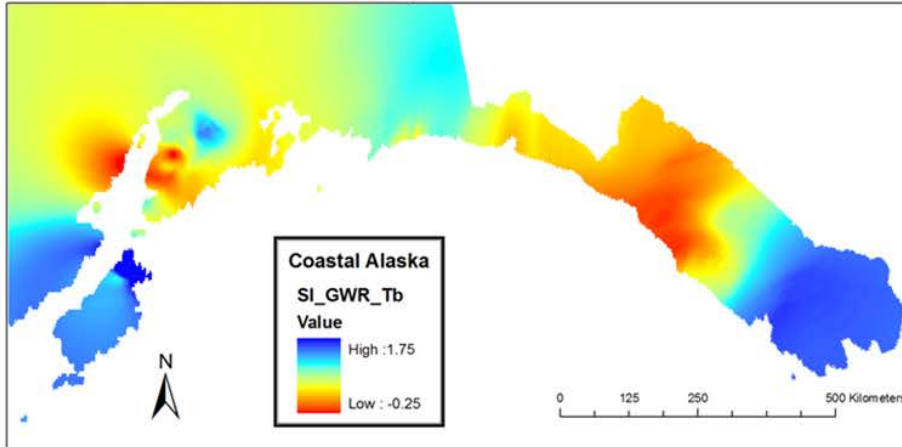 Coastal Alaska
SI_GWR_Tb
Value
High : 1.75
Low : -0.25
N
0 125 250 500 Kilometers